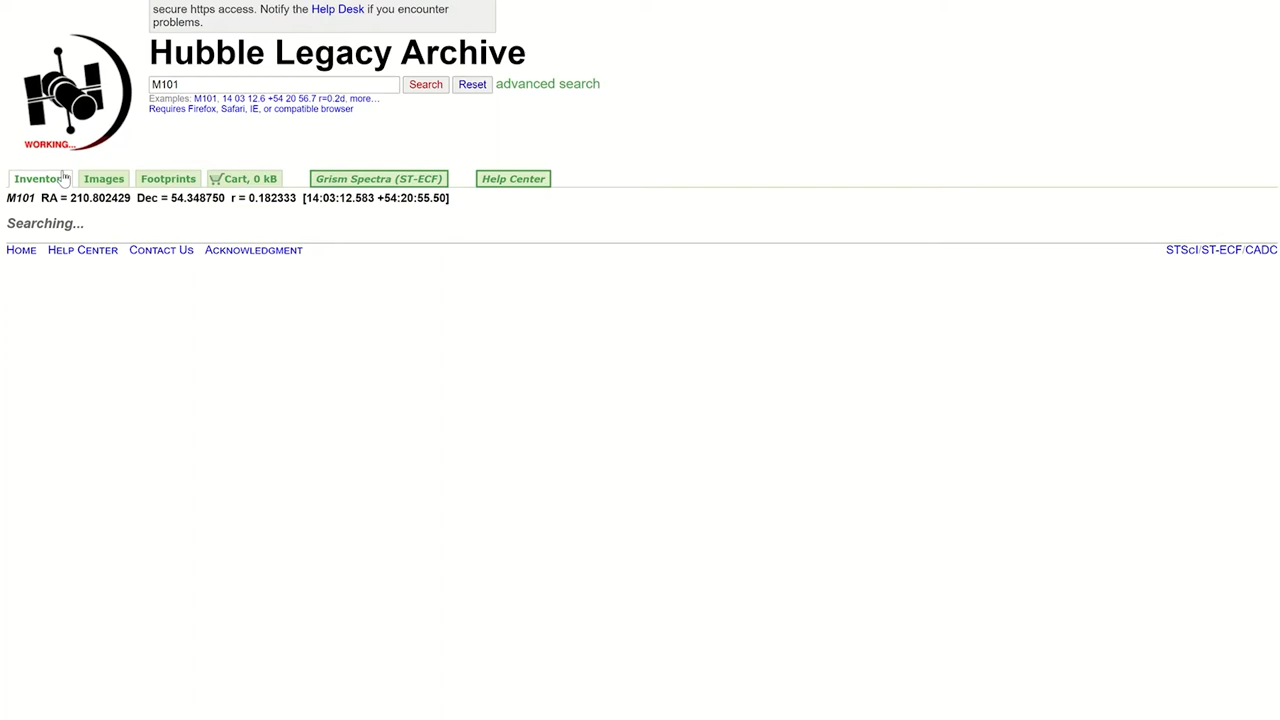 secure https access. Notify the Help Desk if you encounter
problems.
Hubble Legacy Archive
M101 Search Reset advanced search
Examples: M101, 14 03 12.6 +54 20 56.7 r=0.2d, more...
Requires Firefox, Safari, IE, or compatible browser
WORKING...
Inventory Images Footprints Cart, 0 kB Grism Spectra (ST-ECF) Help Center
M101 RA = 210.802429 Dec = 54.348750 r = 0.182333 [14:03:12.583 +54:20:55.50]
Searching...
HOME HELP CENTER CONTACT US ACKNOWLEDGMENT STScI/ST-ECF/CADC